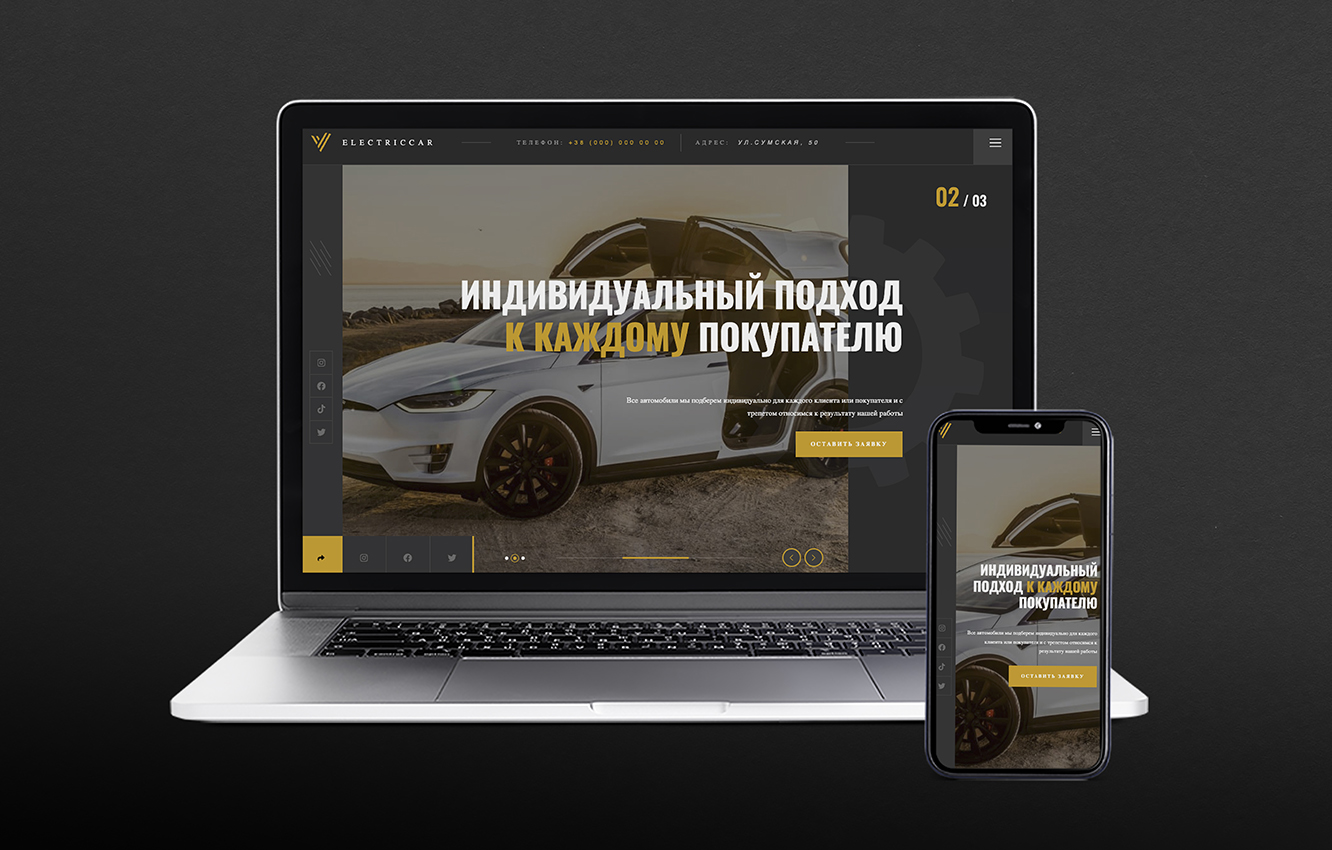 ELECTRICCAR
ТЕЛЕФОН: +38 (000) 000 00 00
АДРЕС: УЛ.СУМСКАЯ, 50
02 / 03
ИНДИВИДУАЛЬНЫЙ ПОДХОД
К КАЖДОМУ ПОКУПАТЕЛЮ
Все автомобили мы подберем индивидуально для каждого клиента или покупателя и с
трепетом относимся к результату нашей работы
ОСТАВИТЬ ЗАЯВКУ
ИНДИВИДУАЛЬНЫЙ
ПОДХОД К КАЖДОМУ
ПОКУПАТЕЛЮ
Все автомобили мы подберем индивидуально для каждого
клиента или покупателя и с трепетом относимся к
результату нашей работы
ОСТАВИТЬ ЗАЯВКУ